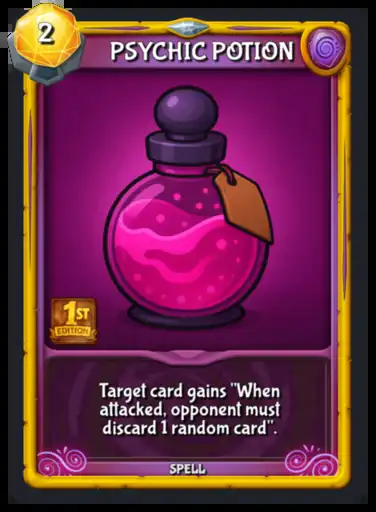 2
PSYCHIC POTION
1ST
EDITION
Target card gains "When
attacked, opponent must
discard 1 random card".
SPELL